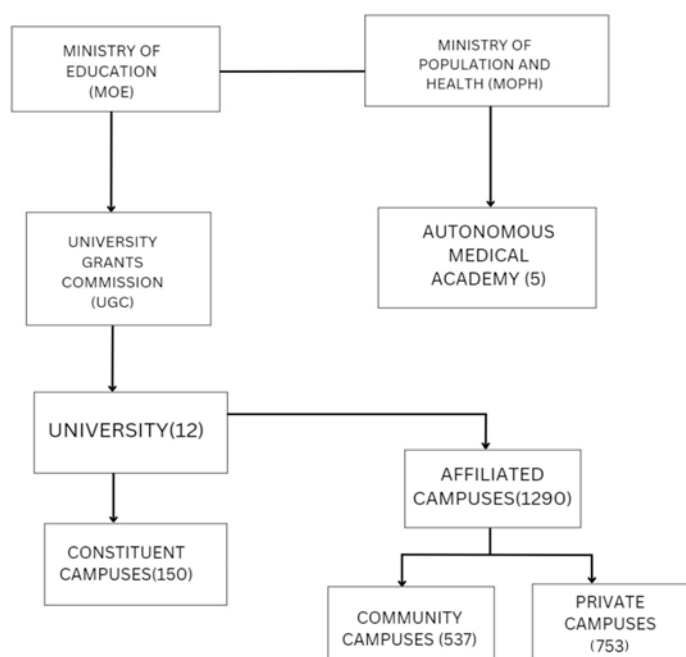 MINISTRY OF
EDUCATION
(MOE)
MINISTRY OF
POPULATION AND
HEALTH (MOPH)
UNIVERSITY
GRANTS
COMMISSION
(UGC)
AUTONOMOUS
MEDICAL
ACADEMY (5)
UNIVERSITY(12)
AFFILIATED
CAMPUSES(1290)
CONSTITUENT
CAMPUSES(150)
COMMUNITY
CAMPUSES (537)
PRIVATE
CAMPUSES
(753)